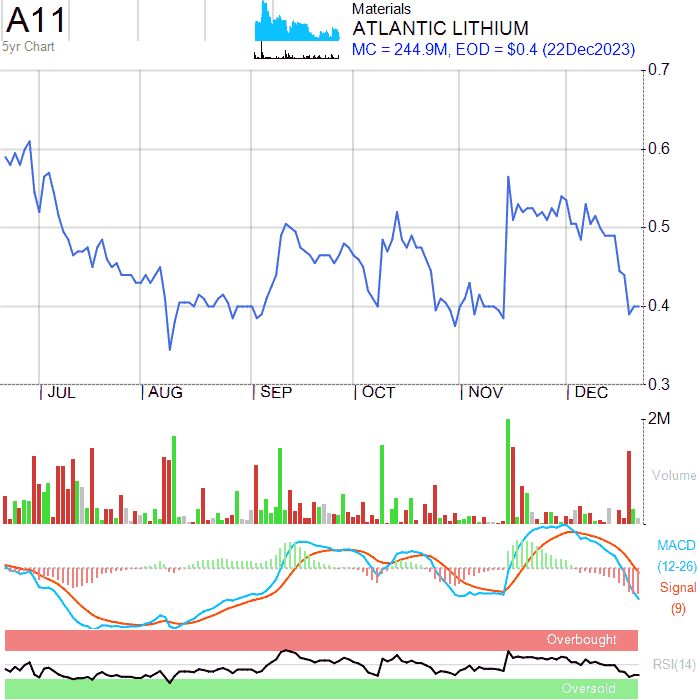 A11
5yr Chart
Materials
ATLANTIC LITHIUM
MC = 244.9M, EOD = $0.4 (22Dec2023)
0.7
0.6
0.5
0.4
0.3
JUL AUG SEP OCT NOV DEC
2M
Volume
MACD
(12-26)
Signal
(9)
Overbought
RSI(14)
Oversold